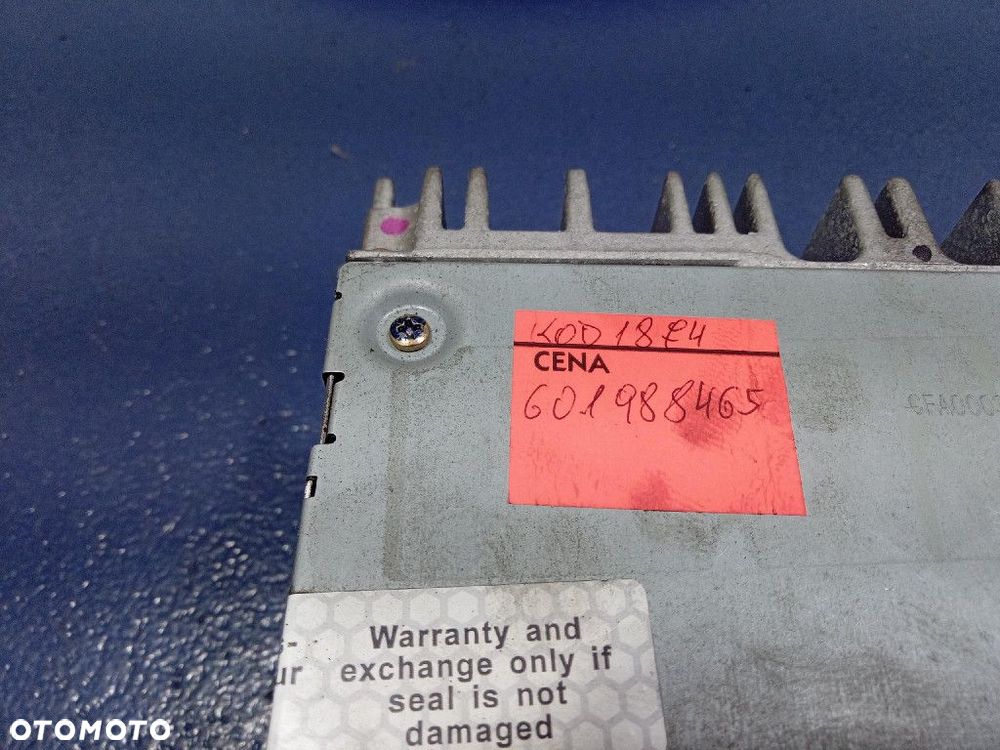 KOD 18E4
CENA
601988465
Warranty and
exchange only if
seal is not
damaged
OTOMOTO